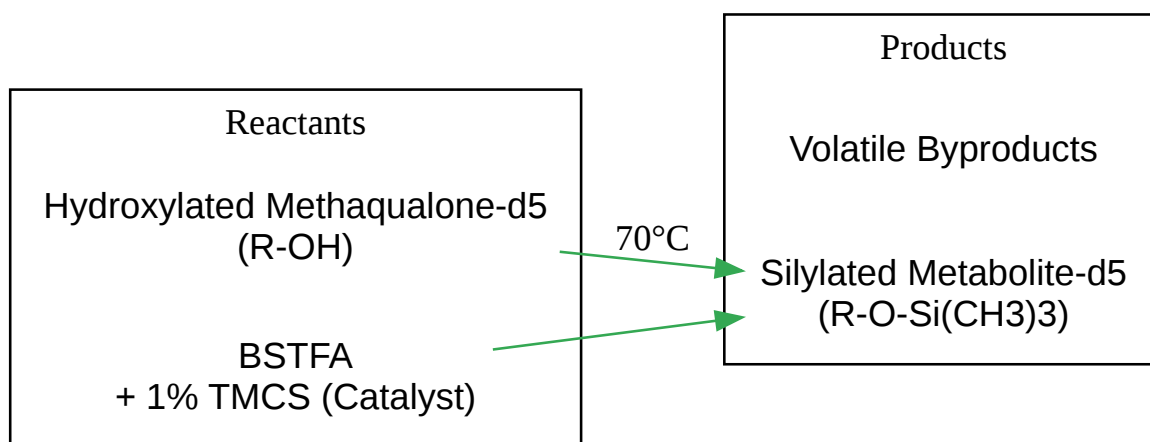 Reactants
Hydroxylated Methaqualone-d5
(R-OH)
BSTFA
+ 1% TMCS (Catalyst)
70°C
Products
Volatile Byproducts
Silylated Metabolite-d5
(R-O-Si(CH3)3)